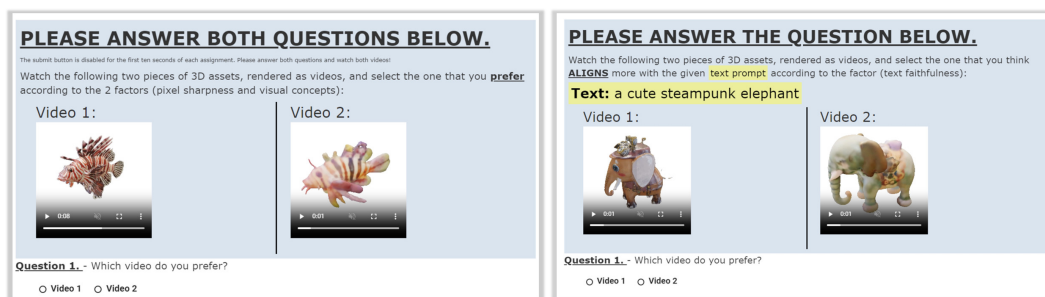 PLEASE ANSWER BOTH QUESTIONS BELOW.
The submit button is disabled for the first ten seconds of each assignment. Please answer both questions and watch both videos!
Watch the following two pieces of 3D assets, rendered as videos, and select the one that you prefer
according to the 2 factors (pixel sharpness and visual concepts):
Video 1:
Video 2:
0:08
0:01
Question 1. - Which video do you prefer?
Video 1 Video 2
PLEASE ANSWER THE QUESTION BELOW.
Watch the following two pieces of 3D assets, rendered as videos, and select the one that you think
ALIGNS more with the given text prompt according to the factor (text faithfulness):
Text: a cute steampunk elephant
Video 1:
Video 2:
0:01
0:01
Question 1. - Which video do you prefer?
Video 1 Video 2